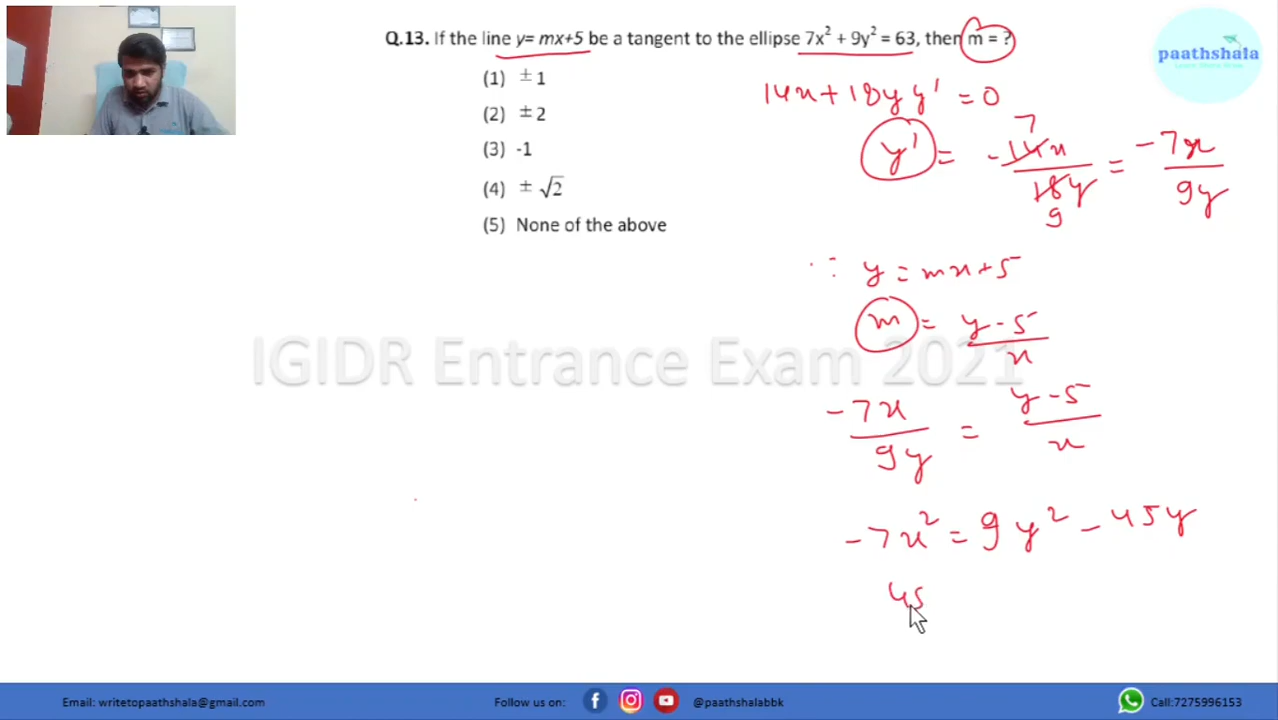 Q.13. If the line y= mx+5 be a tangent to the ellipse 7x² + 9y² = 63, then m = ?
(1) ± 1
(2) ± 2
(3) -1
(4) ± √2
(5) None of the above
paathshala
14x + 18y y' = 0
y' = -14x/18y = -7x/9y
7
9
∵ y = mx+5
m = y-5/x
IGIDR Entrance Exam 2021
-7x/9y = y-5/x
-7x² = 9y² - 45y
45
Email: writetopaathshala@gmail.com Follow us on: @paathshalabbk Call:7275996153